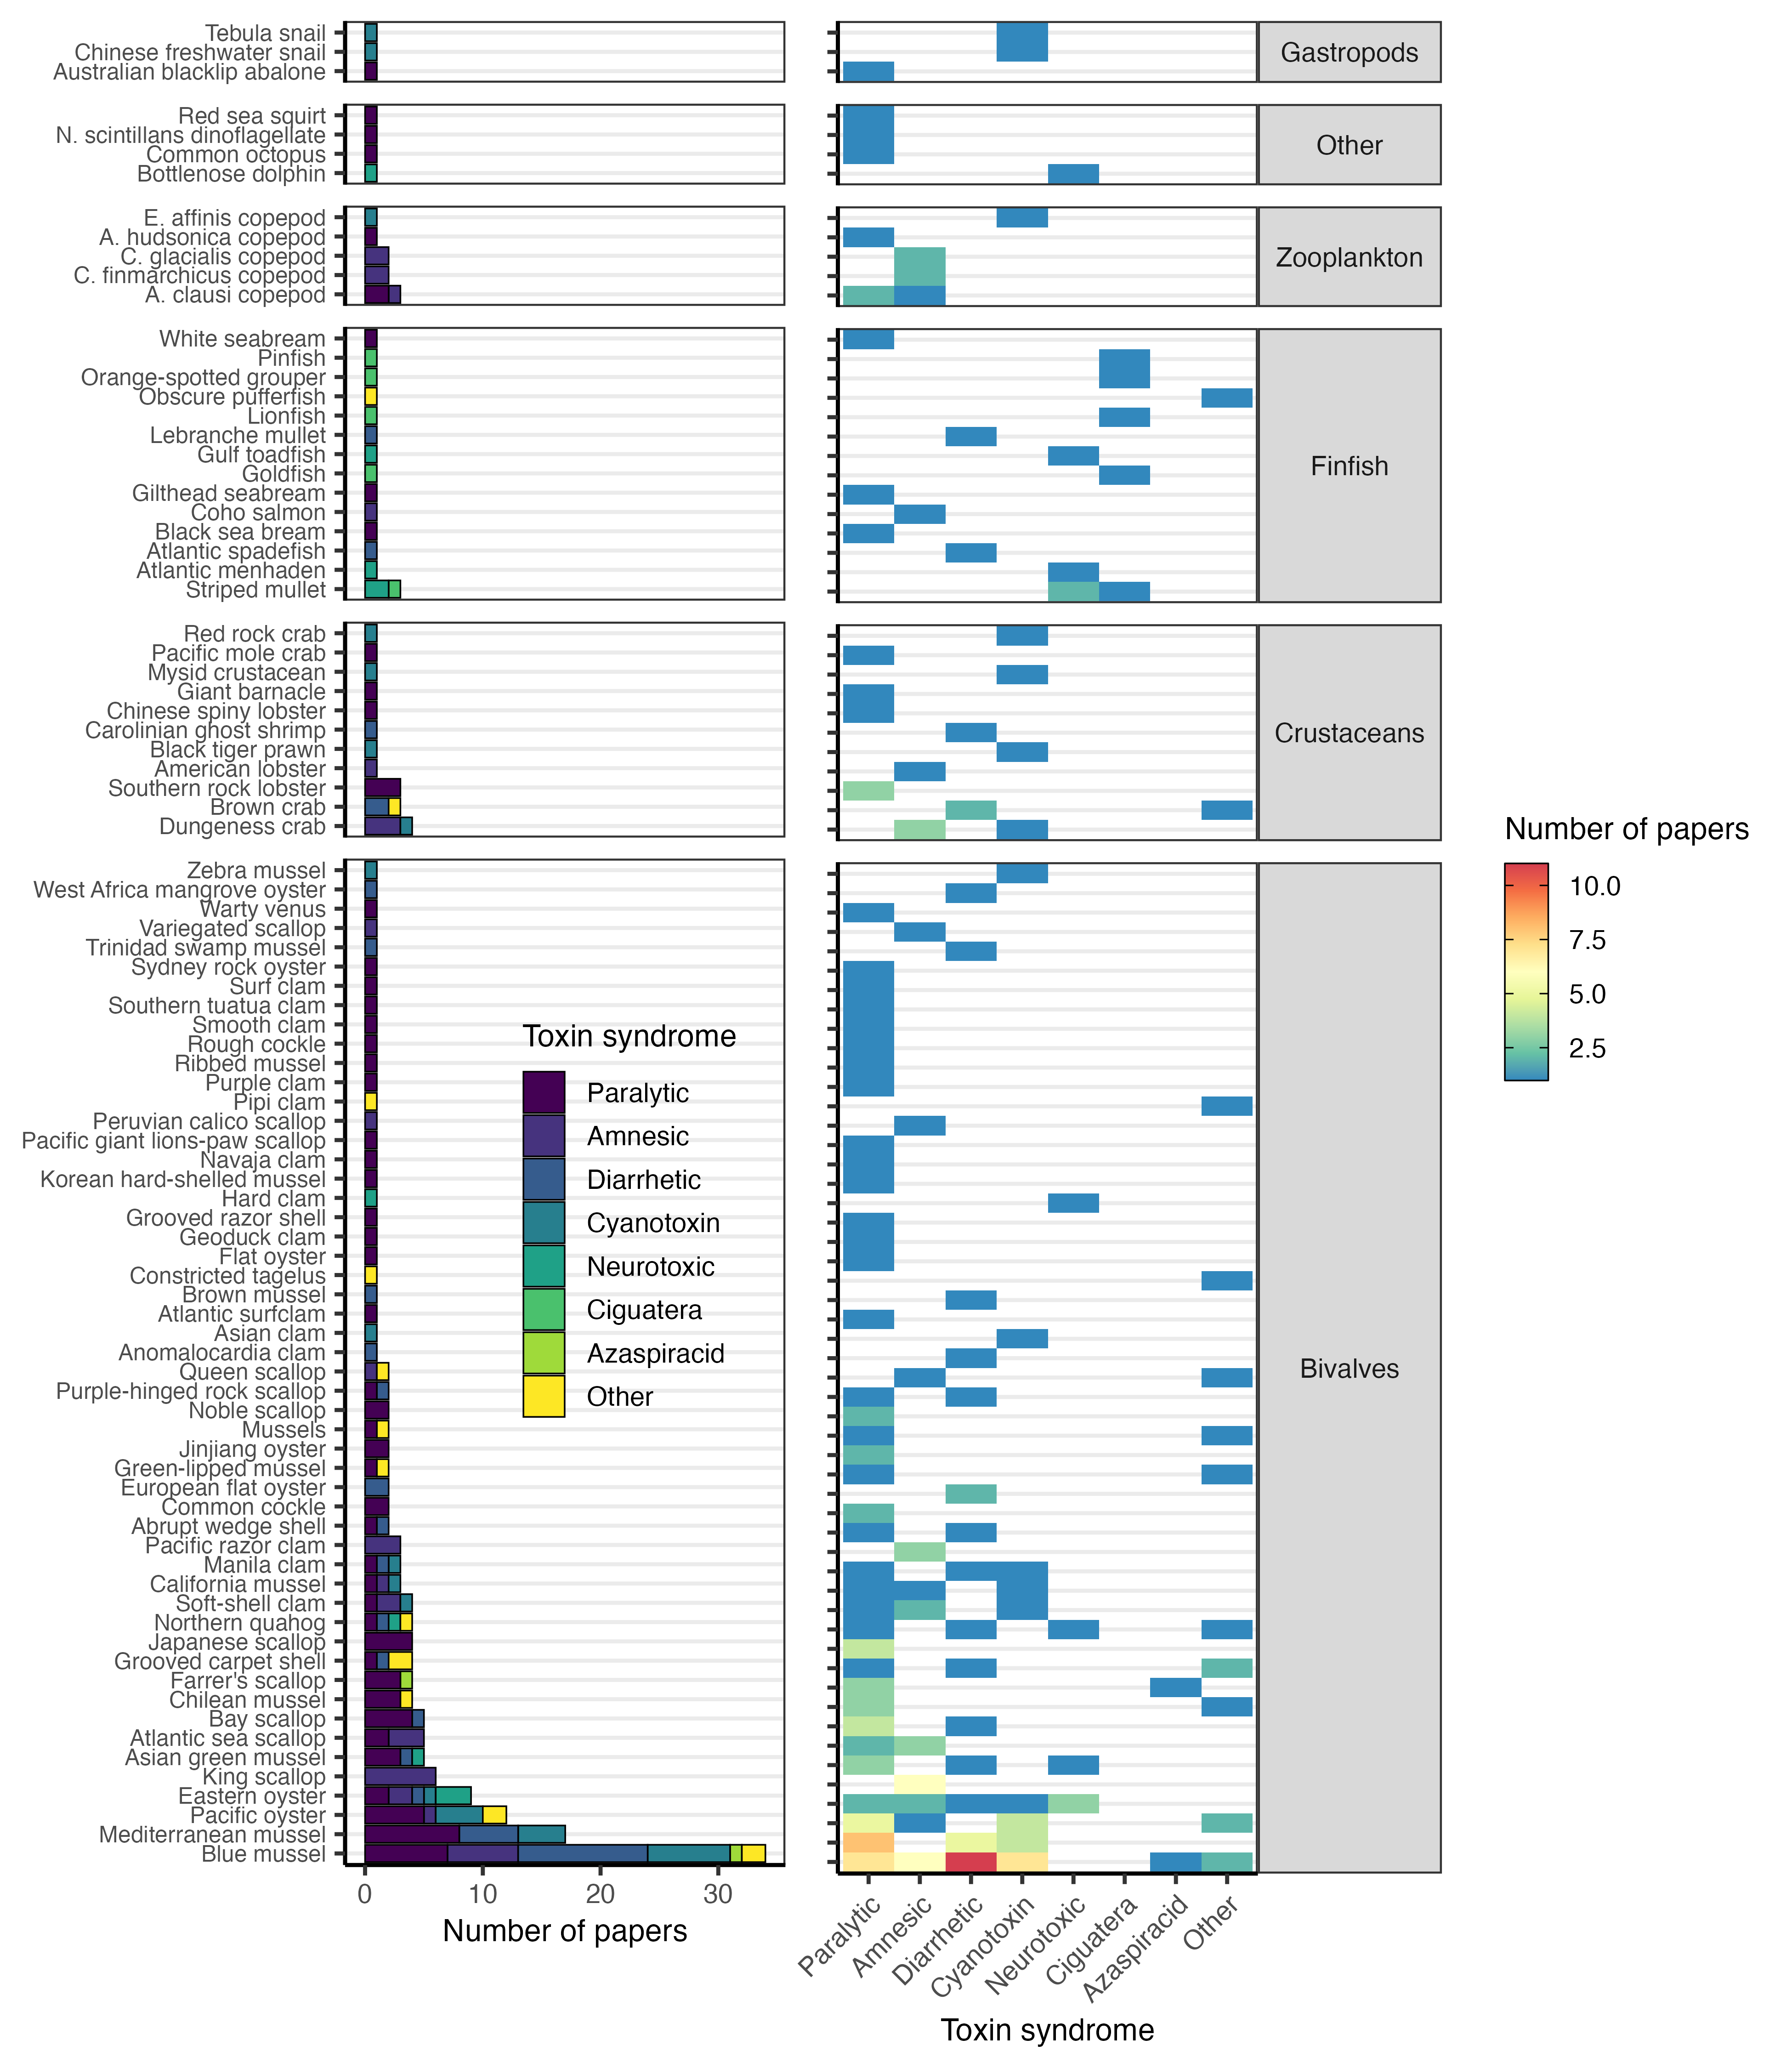 Tebula snail
Chinese freshwater snail
Australian blacklip abalone
Gastropods
Red sea squirt
N. scintillans dinoflagellate
Common octopus
Bottlenose dolphin
Other
E. affinis copepod
A. hudsonica copepod
C. glacialis copepod
C. finmarchicus copepod
A. clausi copepod
Zooplankton
White seabream
Pinfish
Orange-spotted grouper
Obscure pufferfish
Lionfish
Lebranche mullet
Gulf toadfish
Goldfish
Gilthead seabream
Coho salmon
Black sea bream
Atlantic spadefish
Atlantic menhaden
Striped mullet
Finfish
Red rock crab
Pacific mole crab
Mysid crustacean
Giant barnacle
Chinese spiny lobster
Carolinian ghost shrimp
Black tiger prawn
American lobster
Southern rock lobster
Brown crab
Dungeness crab
Crustaceans
Zebra mussel
West Africa mangrove oyster
Warty venus
Variegated scallop
Trinidad swamp mussel
Sydney rock oyster
Surf clam
Southern tuatua clam
Smooth clam
Rough cockle
Ribbed mussel
Purple clam
Pipi clam
Peruvian calico scallop
Pacific giant lions-paw scallop
Navaja clam
Korean hard-shelled mussel
Hard clam
Grooved razor shell
Geoduck clam
Flat oyster
Constricted tagelus
Brown mussel
Atlantic surfclam
Asian clam
Anomalocardia clam
Queen scallop
Purple-hinged rock scallop
Noble scallop
Mussels
Jinjiang oyster
Green-lipped mussel
European flat oyster
Common cockle
Abrupt wedge shell
Pacific razor clam
Manila clam
California mussel
Soft-shell clam
Northern quahog
Japanese scallop
Grooved carpet shell
Farrer's scallop
Chilean mussel
Bay scallop
Atlantic sea scallop
Asian green mussel
King scallop
Eastern oyster
Pacific oyster
Mediterranean mussel
Blue mussel
Bivalves
Toxin syndrome
Paralytic
Amnesic
Diarrhetic
Cyanotoxin
Neurotoxic
Ciguatera
Azaspiracid
Other
0 10 20 30
Number of papers
Paralytic
Amnesic
Diarrhetic
Cyanotoxin
Neurotoxic
Ciguatera
Azaspiracid
Other
Toxin syndrome
Number of papers
10.0
7.5
5.0
2.5